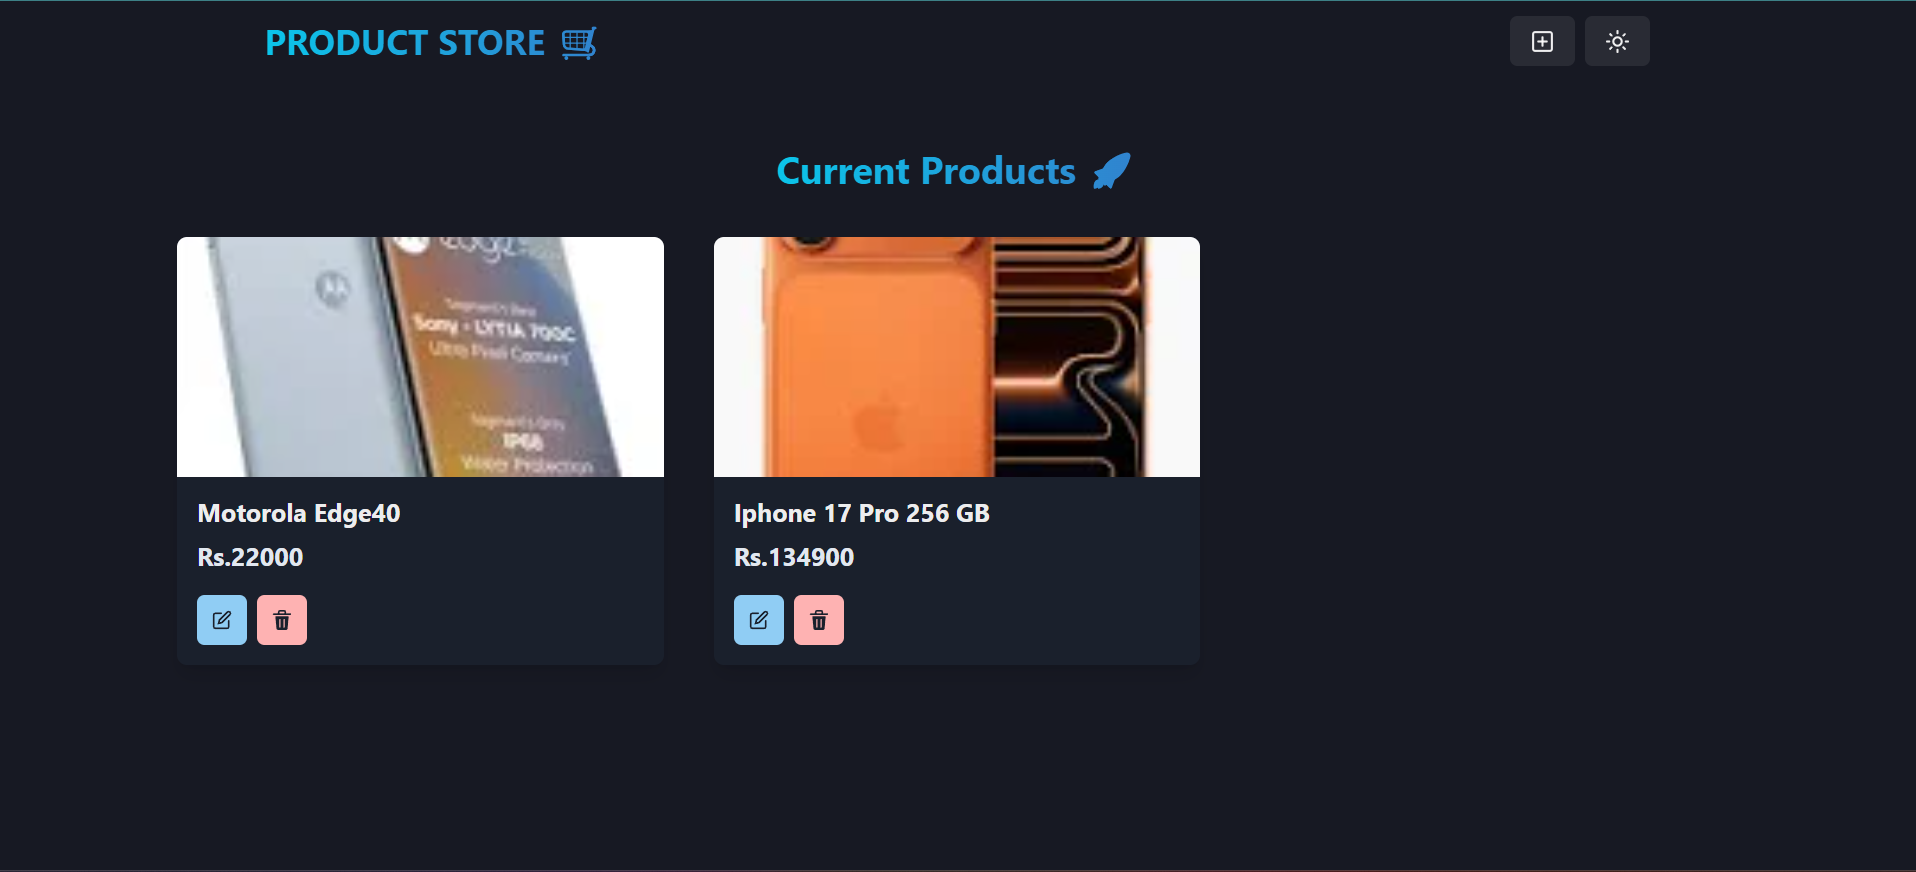 PRODUCT STORE
Current Products
Segment's Best
Sony - LYTIA 700C
Ultra Pixel Camera
Segment's Only
IP68
Water Protection
Motorola Edge40
Rs.22000
Iphone 17 Pro 256 GB
Rs.134900